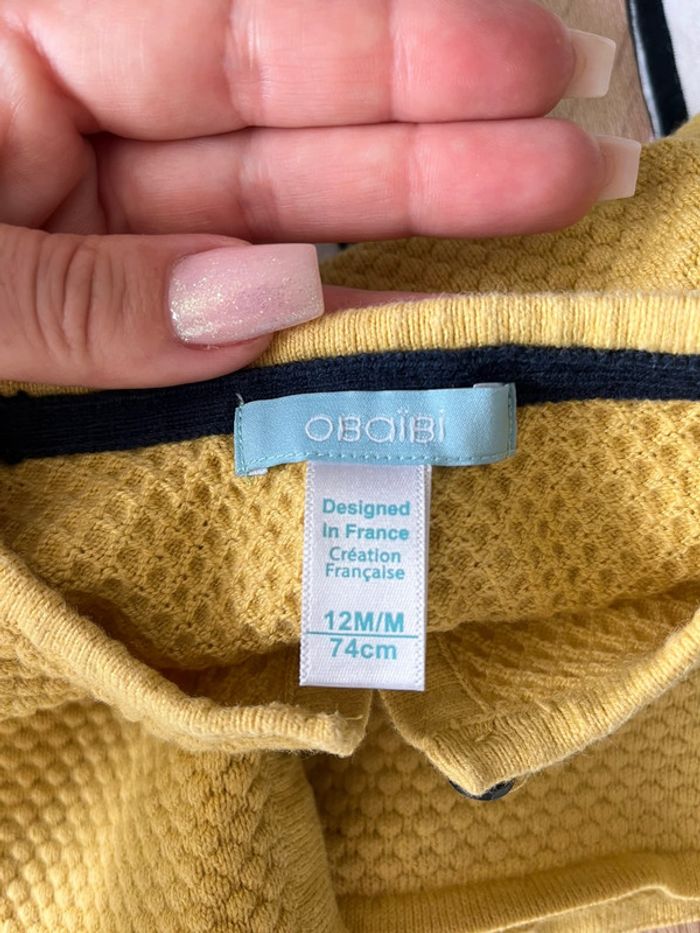 OBaïBi
Designed
In France
Création
Française
12M/M
74cm